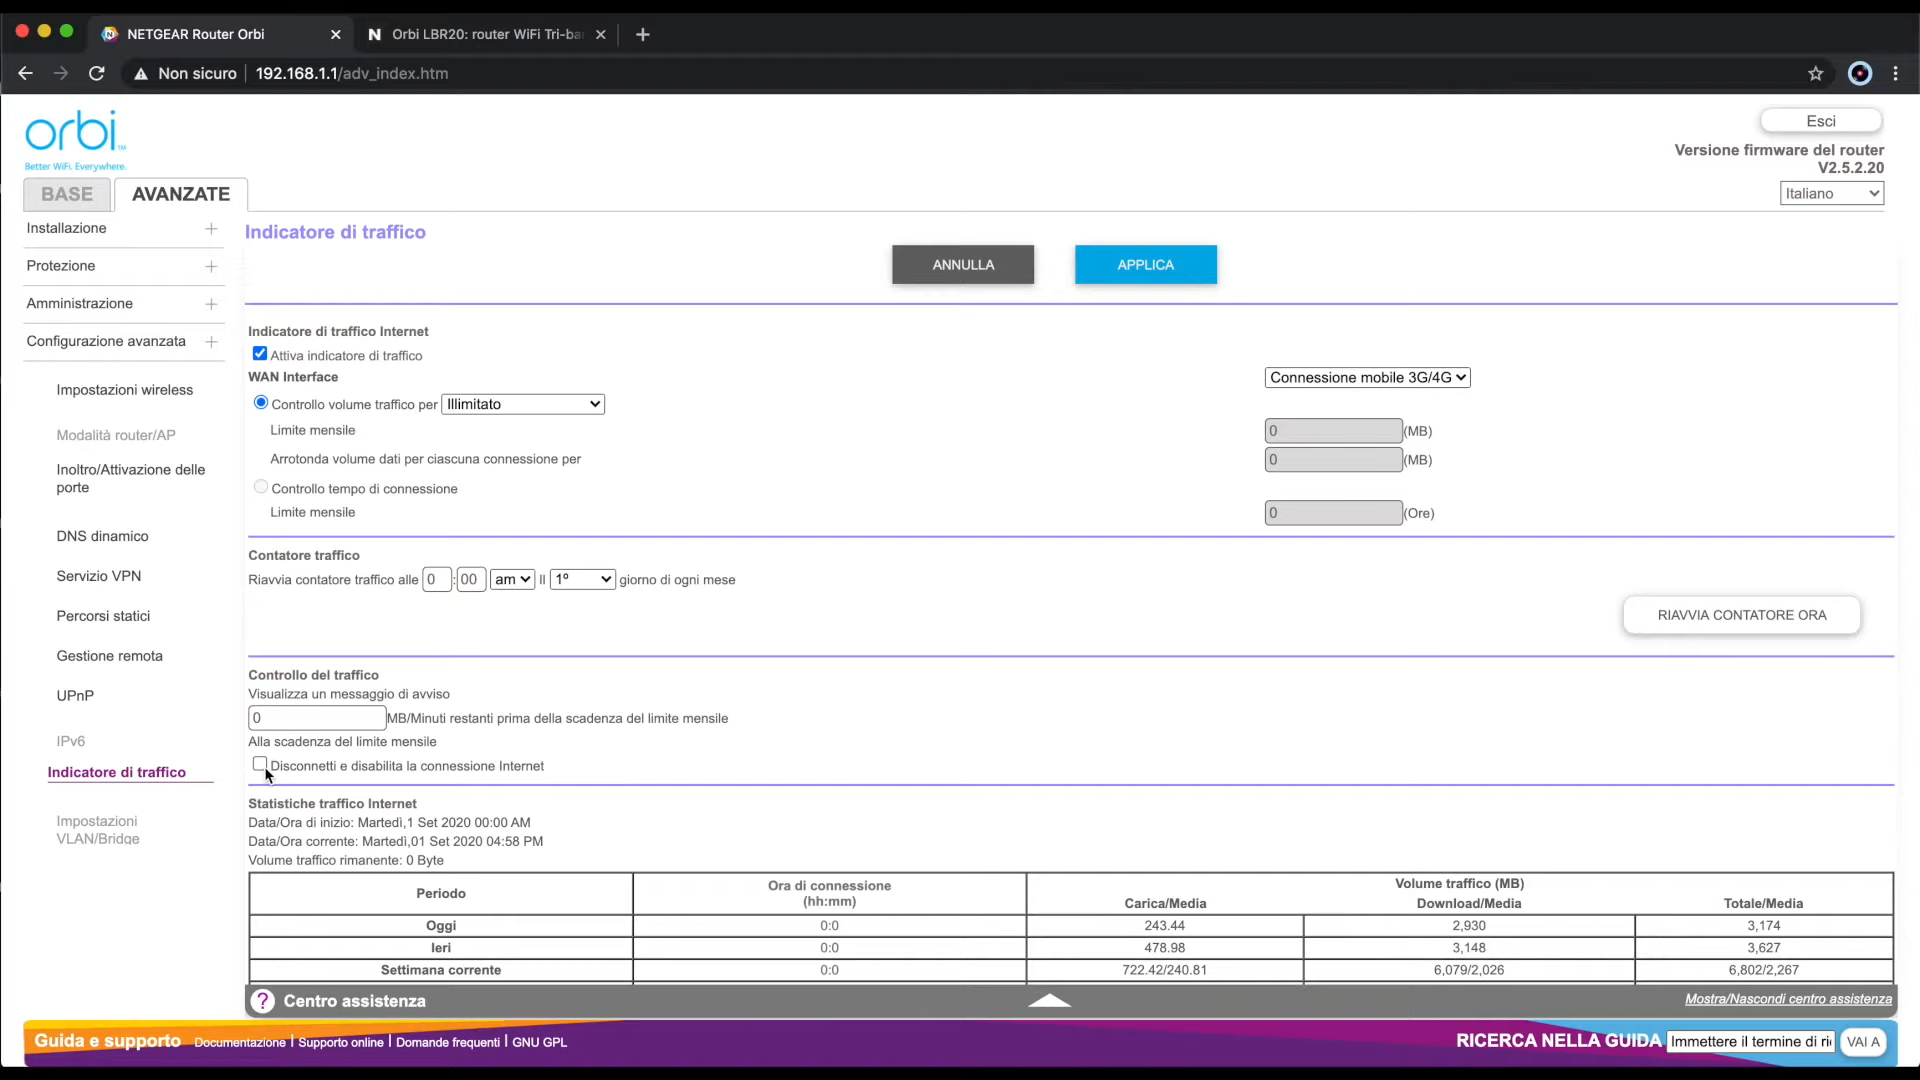 NETGEAR Router Orbi
Orbi LBR20: router WiFi Tri-ba
Non sicuro
192.168.1.1/adv_index.htm
orbi™
Better WiFi. Everywhere.
Esci
Versione firmware del router
V2.5.2.20
Italiano
BASE
AVANZATE
Installazione +
Protezione +
Amministrazione +
Configurazione avanzata +
Impostazioni wireless
Modalità router/AP
Inoltro/Attivazione delle
porte
DNS dinamico
Servizio VPN
Percorsi statici
Gestione remota
UPnP
IPv6
Indicatore di traffico
Impostazioni
VLAN/Bridge
Indicatore di traffico
ANNULLA
APPLICA
Indicatore di traffico Internet
Attiva indicatore di traffico
WAN Interface
Connessione mobile 3G/4G
Controllo volume traffico per Illimitato
Limite mensile
0 (MB)
Arrotonda volume dati per ciascuna connessione per
0 (MB)
Controllo tempo di connessione
Limite mensile
0 (Ore)
Contatore traffico
Riavvia contatore traffico alle 0 : 00 am Il 1° giorno di ogni mese
RIAVVIA CONTATORE ORA
Controllo del traffico
Visualizza un messaggio di avviso
0 MB/Minuti restanti prima della scadenza del limite mensile
Alla scadenza del limite mensile
Disconnetti e disabilita la connessione Internet
Statistiche traffico Internet
Data/Ora di inizio: Martedì,1 Set 2020 00:00 AM
Data/Ora corrente: Martedì,01 Set 2020 04:58 PM
Volume traffico rimanente: 0 Byte
Periodo
Ora di connessione
(hh:mm)
Volume traffico (MB)
Carica/Media Download/Media Totale/Media
Oggi 0:0 243.44 2,930 3,174
Ieri 0:0 478.98 3,148 3,627
Settimana corrente 0:0 722.42/240.81 6,079/2,026 6,802/2,267
? Centro assistenza
Mostra/Nascondi centro assistenza
Guida e supporto Documentazione | Supporto online | Domande frequenti | GNU GPL
RICERCA NELLA GUIDA Immettere il termine di ri VAI A